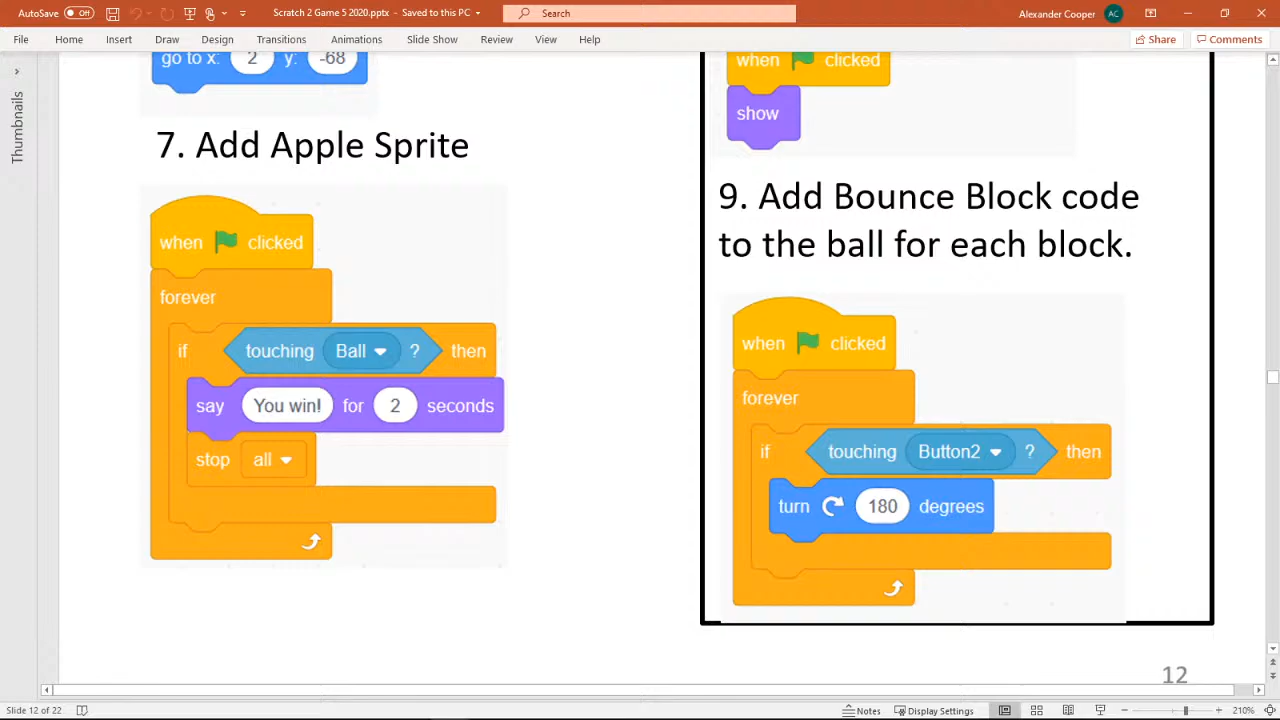 AutoSave Off Scratch 2 Game 5 2020.pptx - Saved to this PC Search Alexander Cooper AC
File Home Insert Draw Design Transitions Animations Slide Show Review View Help Share Comments
Thumbnails
go to x: 2 y: -68
7. Add Apple Sprite
when clicked
forever
if touching Ball ? then
say You win! for 2 seconds
stop all
when clicked
show
9. Add Bounce Block code
to the ball for each block.
when clicked
forever
if touching Button2 ? then
turn 180 degrees
12
Slide 12 of 22 Notes Display Settings 210%